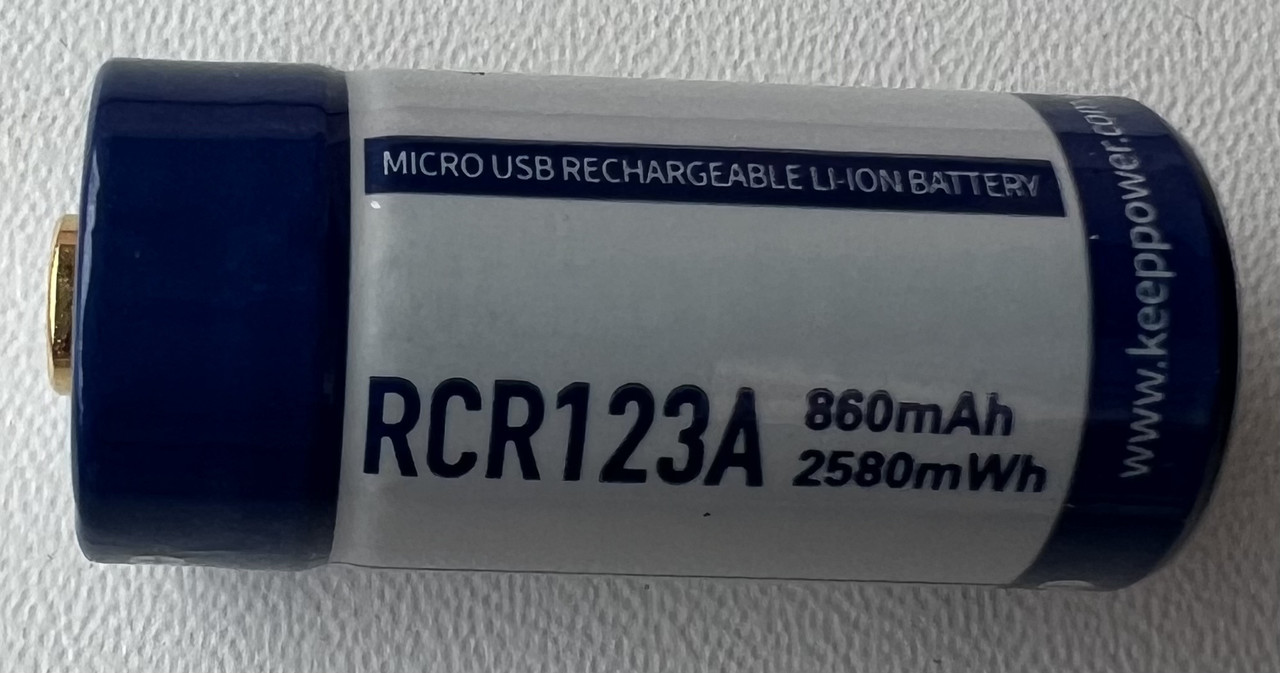 MICRO USB RECHARGEABLE LI-ION BATTERY
RCR123A
860mAh
2580mWh
www.keeppower.com